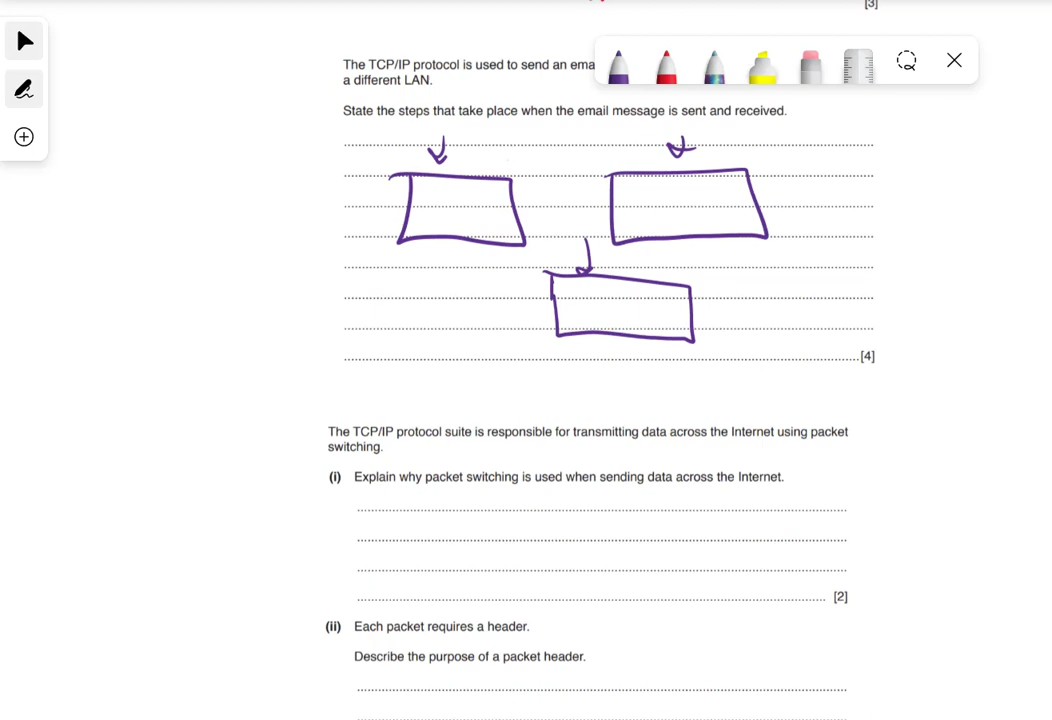 [3]
The TCP/IP protocol is used to send an ema
a different LAN.
State the steps that take place when the email message is sent and received.
[4]
The TCP/IP protocol suite is responsible for transmitting data across the Internet using packet
switching.
(i) Explain why packet switching is used when sending data across the Internet.
[2]
(ii) Each packet requires a header.
Describe the purpose of a packet header.